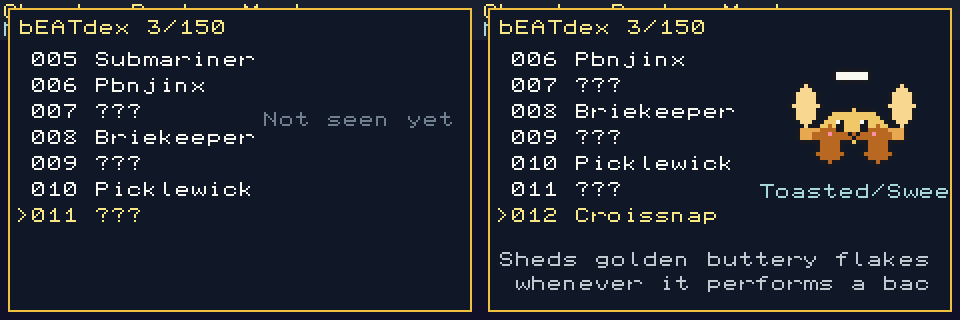 bEATdex 3/150
005 Submariner
006 Pbnjinx
007 ???
Not seen yet
008 Briekeeper
009 ???
010 Picklewick
>011 ???
bEATdex 3/150
006 Pbnjinx
007 ???
008 Briekeeper
009 ???
010 Picklewick
011 ???
Toasted/Swee
>012 Croissnap
Sheds golden buttery flakes
whenever it performs a bac